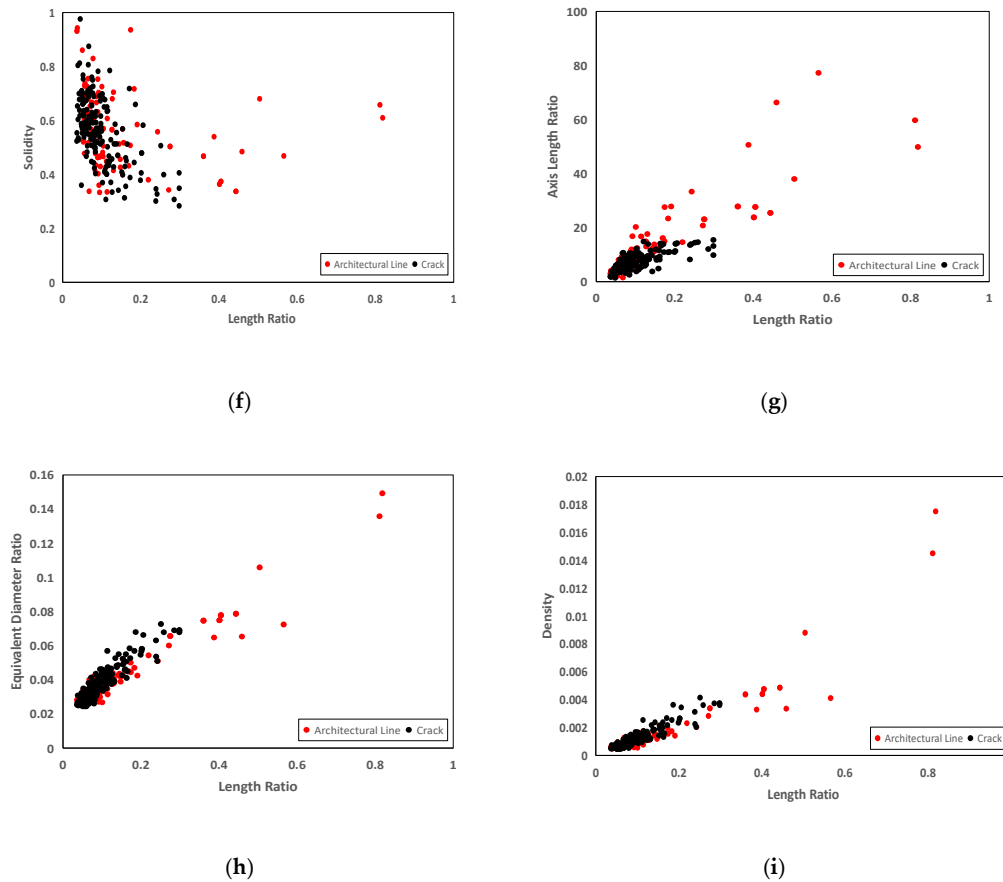 1
0.8
0.6
0.4
0.2
0
Solidity
0 0.2 0.4 0.6 0.8 1
Length Ratio
Architectural Line Crack
(f)
100
80
60
40
20
0
Axis Length Ratio
0 0.2 0.4 0.6 0.8 1
Length Ratio
Architectural Line Crack
(g)
0.16
0.14
0.12
0.1
0.08
0.06
0.04
0.02
0
Equivalent Diameter Ratio
0 0.2 0.4 0.6 0.8 1
Length Ratio
Architectural Line Crack
(h)
0.02
0.018
0.016
0.014
0.012
0.01
0.008
0.006
0.004
0.002
0
Density
0 0.2 0.4 0.6 0.8
Length Ratio
Architectural Line Crack
(i)